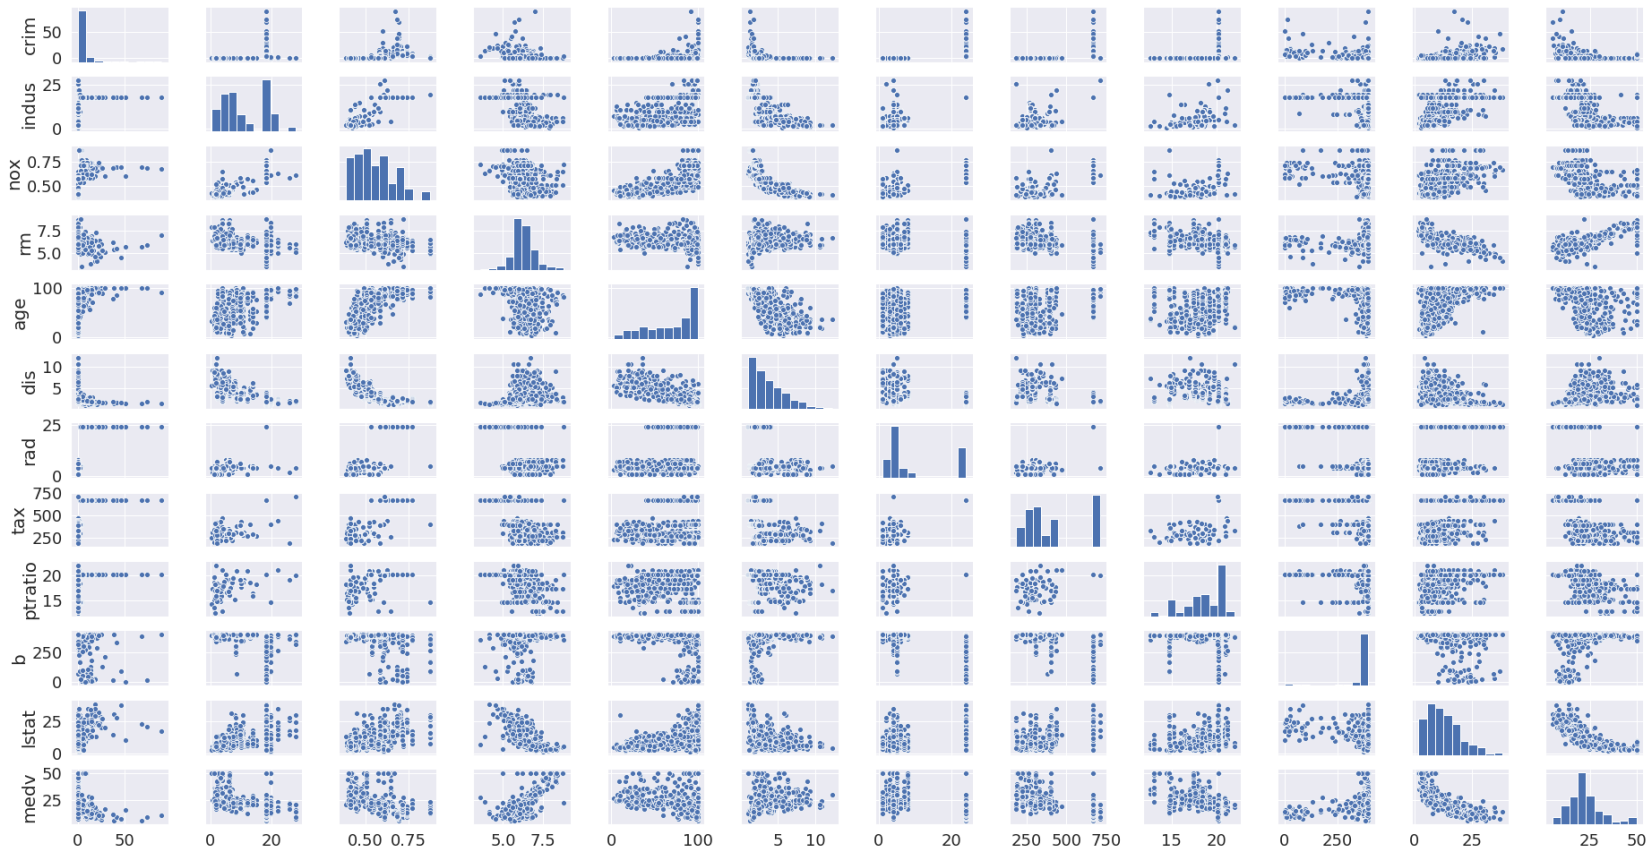 crim 50 0
indus 25 0
nox 0.75 0.50
rm 7.5 5.0
age 100 0
dis 10 5
rad 25 0
tax 750 500 250
ptratio 20 15
b 250 0
lstat 25 0
medv 50 25
0 50 0 20 0.50 0.75 5.0 7.5 0 100 5 10 0 20 250 500 750 15 20 0 250 0 25 25 50